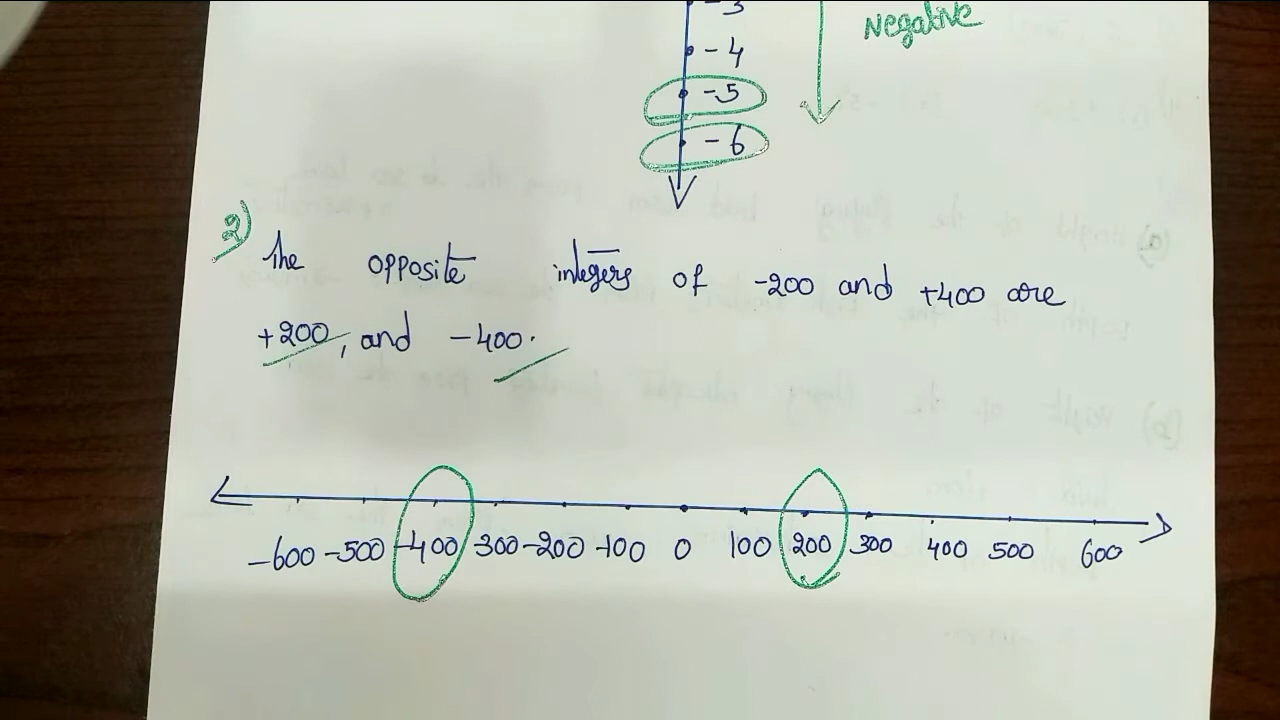 -3
Negative
-4
-5
-6
2)
The opposite integers of -200 and +400 are
+200, and -400.
-600 -500 -400 300 -200 -100 0 100 200 300 400 500 600